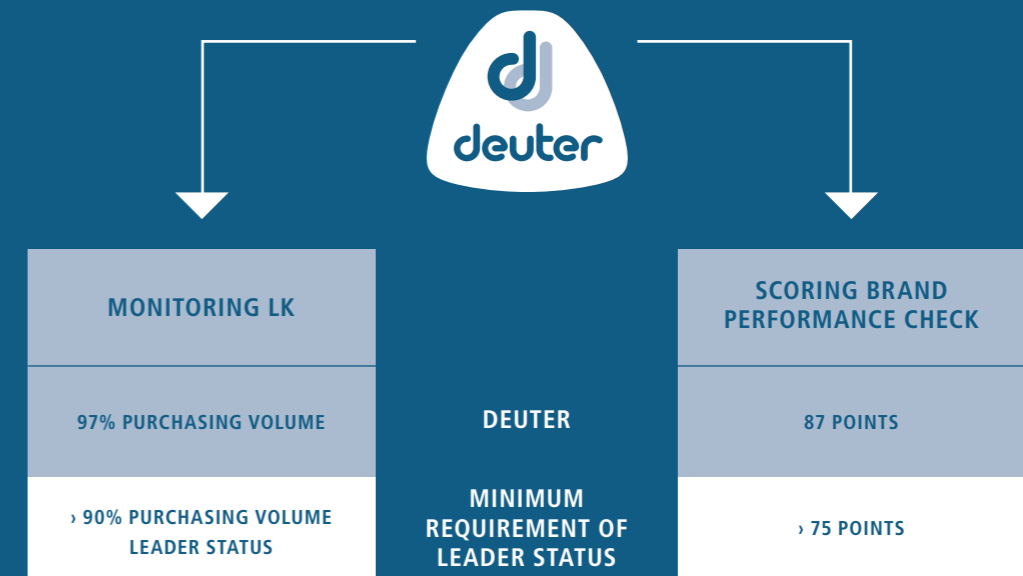 deuter
MONITORING LK
SCORING BRAND
PERFORMANCE CHECK
97% PURCHASING VOLUME
DEUTER
87 POINTS
› 90% PURCHASING VOLUME
LEADER STATUS
MINIMUM
REQUIREMENT OF
LEADER STATUS
› 75 POINTS